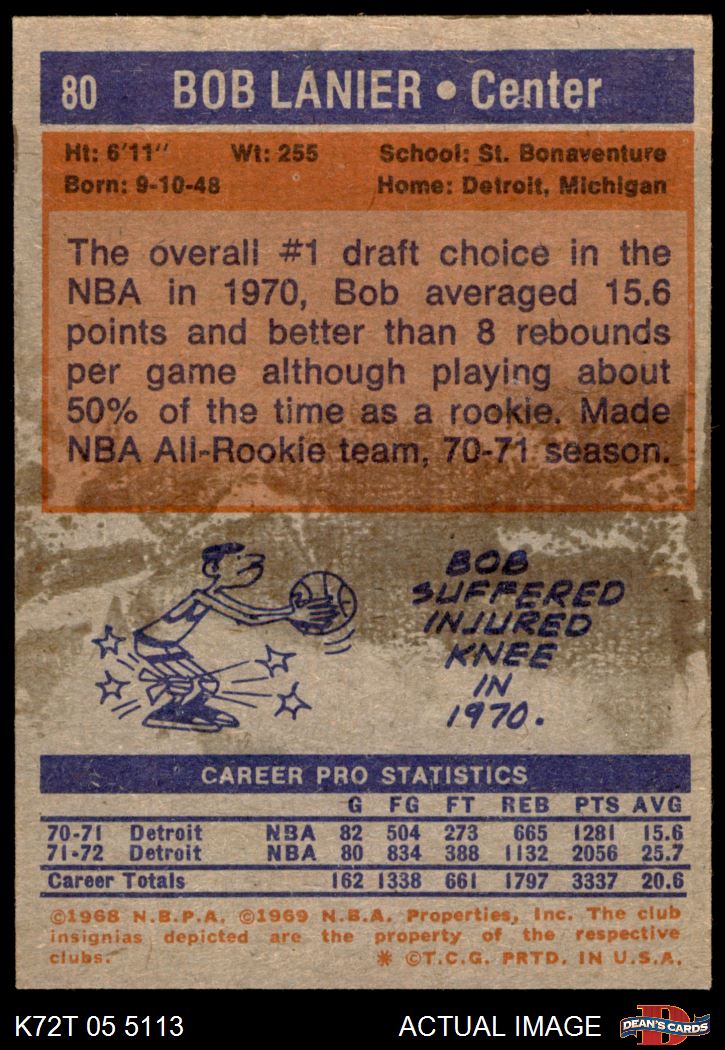 80 BOB LANIER • Center
Ht: 6'11" Wt: 255 School: St. Bonaventure
Born: 9-10-48 Home: Detroit, Michigan
The overall #1 draft choice in the
NBA in 1970, Bob averaged 15.6
points and better than 8 rebounds
per game although playing about
50% of the time as a rookie. Made
NBA All-Rookie team, 70-71 season.
BOB
SUFFERED
INJURED
KNEE
IN
1970.
CAREER PRO STATISTICS
G FG FT REB PTS AVG
70-71 Detroit NBA 82 504 273 665 1281 15.6
71-72 Detroit NBA 80 834 388 1132 2056 25.7
Career Totals 162 1338 661 1797 3337 20.6
©1968 N.B.P.A. ©1969 N.B.A. Properties, Inc. The club
insignias depicted are the property of the respective
clubs. * ©T.C.G. PRTD. IN U.S.A.
K72T 05 5113 ACTUAL IMAGE DEAN'S CARDS